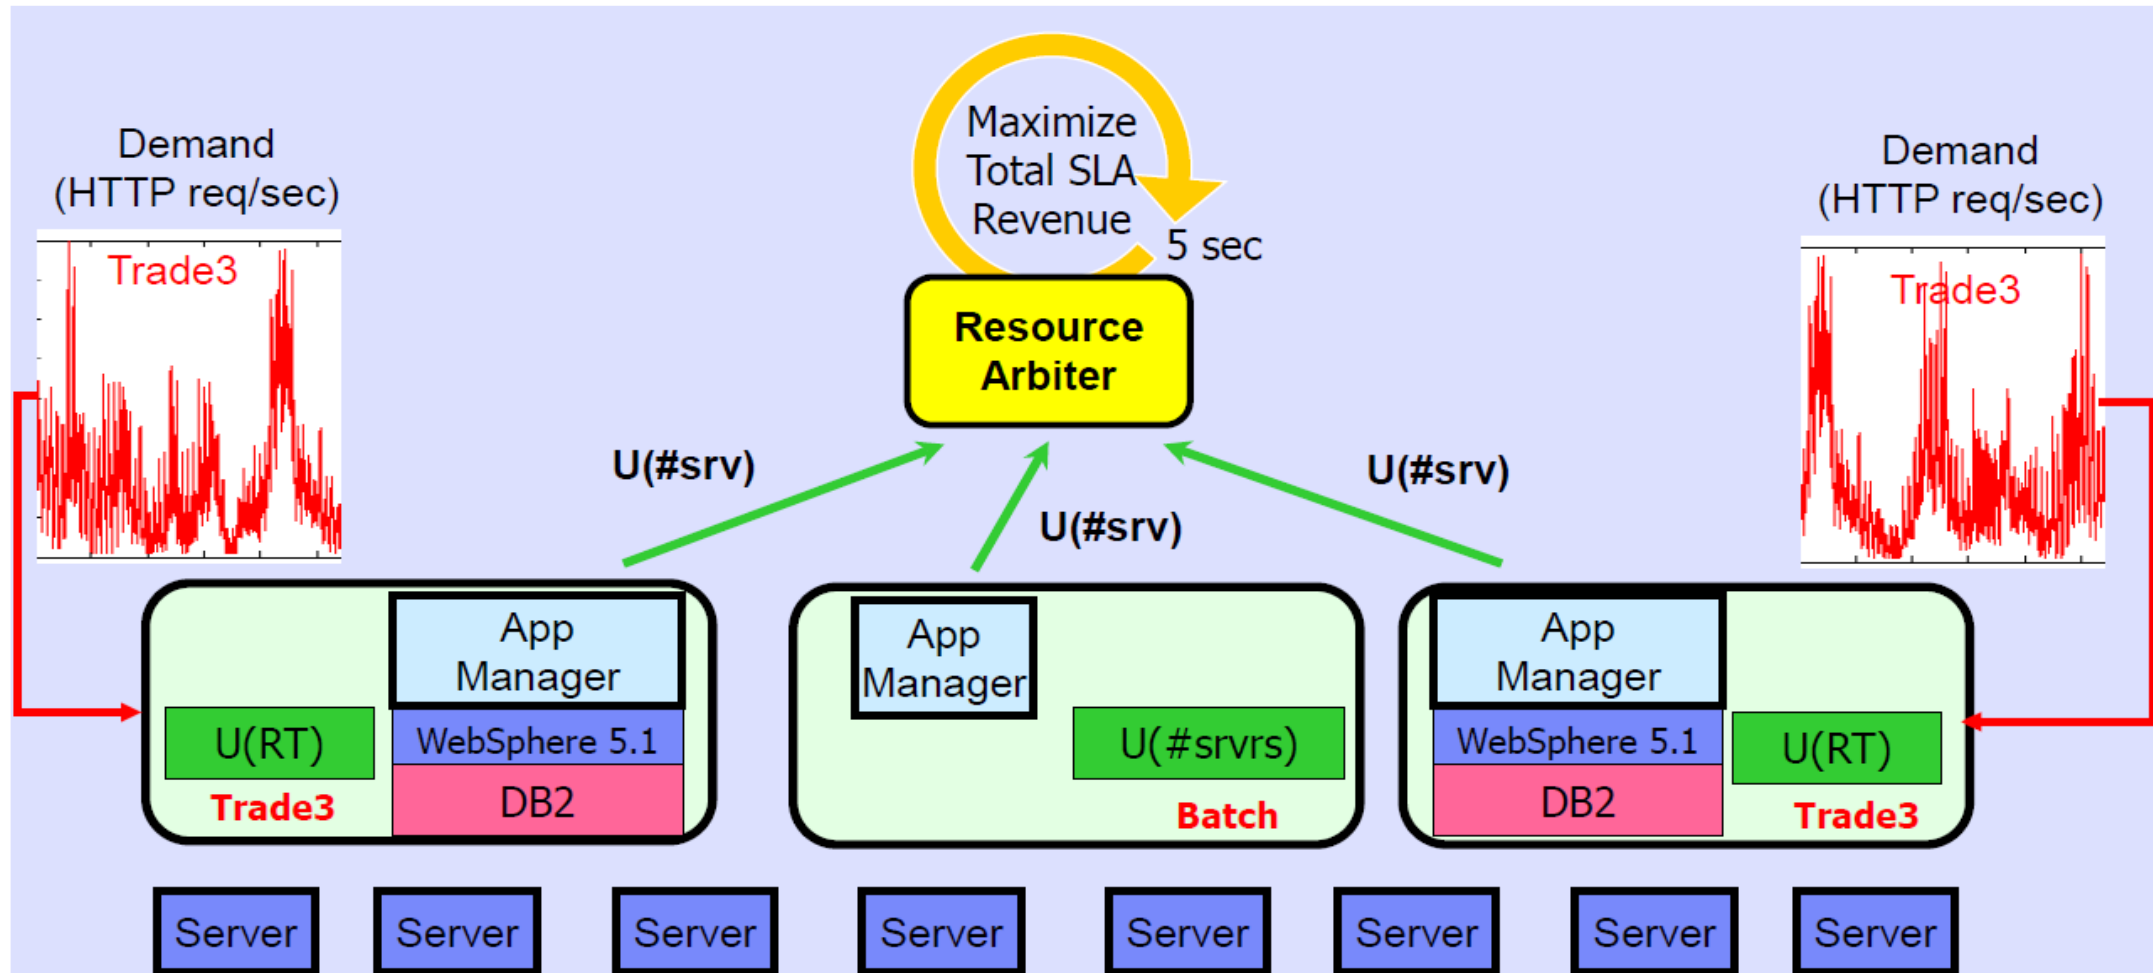 Maximize
Total SLA
Revenue
5 sec
Demand
(HTTP req/sec)
Trade3
Demand
(HTTP req/sec)
Trade3
Resource
Arbiter
U(#srv)
U(#srv)
U(#srv)
App
Manager
U(RT)
WebSphere 5.1
DB2
Trade3
App
Manager
U(#srvrs)
Batch
App
Manager
WebSphere 5.1
U(RT)
DB2
Trade3
Server
Server
Server
Server
Server
Server
Server
Server